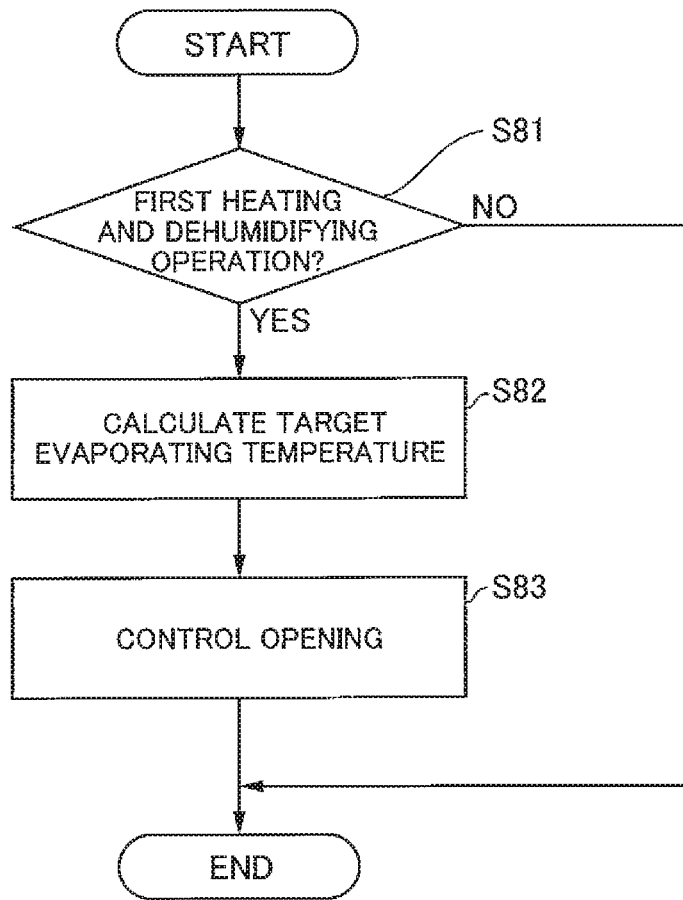 START
S81
FIRST HEATING
AND DEHUMIDIFYING
OPERATION?
NO
YES
S82
CALCULATE TARGET
EVAPORATING TEMPERATURE
S83
CONTROL OPENING
END